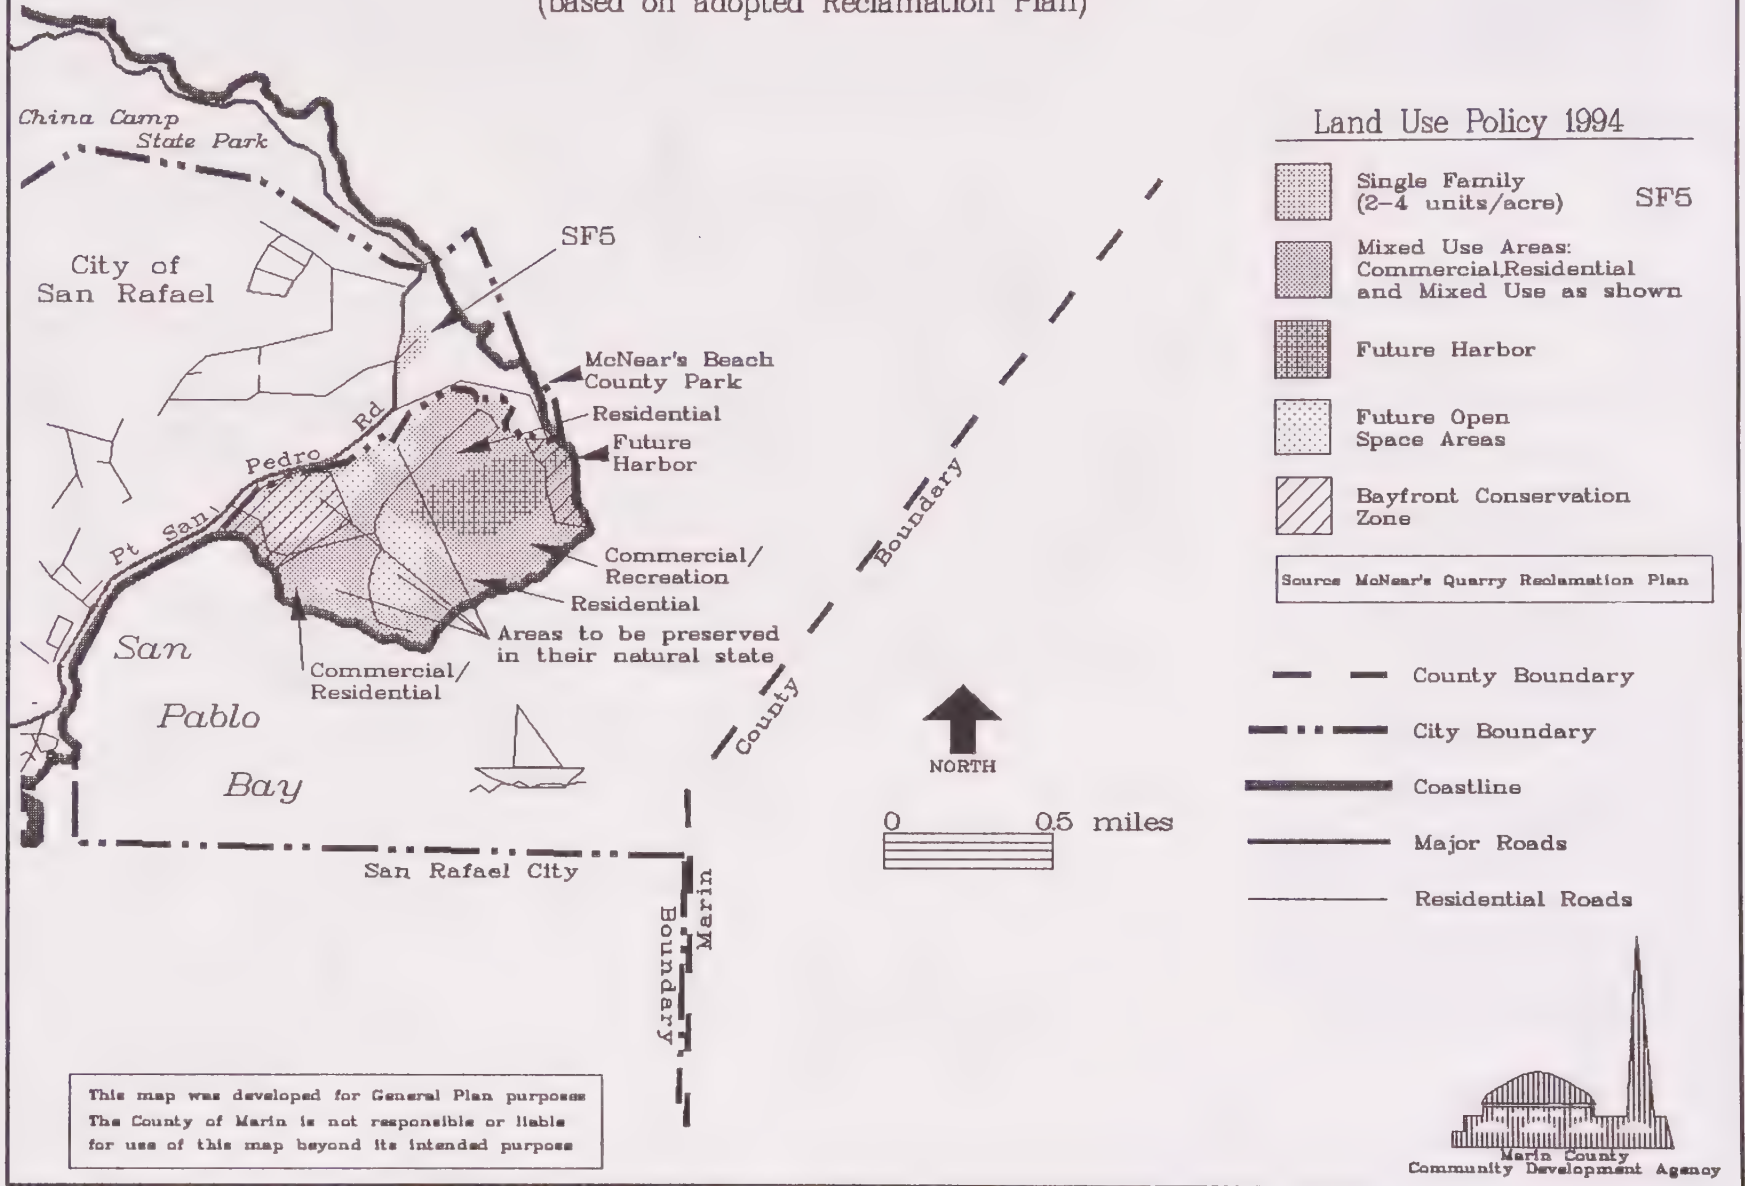 (based on adopted Reclamation Plan)
China Camp
State Park
City of
San Rafael
SF5
McNear's Beach
County Park
Residential
Future
Harbor
Pt San Pedro Rd
Commercial/
Recreation
Residential
Areas to be preserved
in their natural state
Commercial/
Residential
San
Pablo
Bay
San Rafael City
Marin
Boundary
County
Boundary
NORTH
0 0.5 miles
Land Use Policy 1994
Single Family
(2-4 units/acre) SF5
Mixed Use Areas:
Commercial,Residential
and Mixed Use as shown
Future Harbor
Future Open
Space Areas
Bayfront Conservation
Zone
Source McNear's Quarry Reclamation Plan
County Boundary
City Boundary
Coastline
Major Roads
Residential Roads
This map was developed for General Plan purposes
The County of Marin is not responsible or liable
for use of this map beyond its intended purpose
Marin County
Community Development Agency